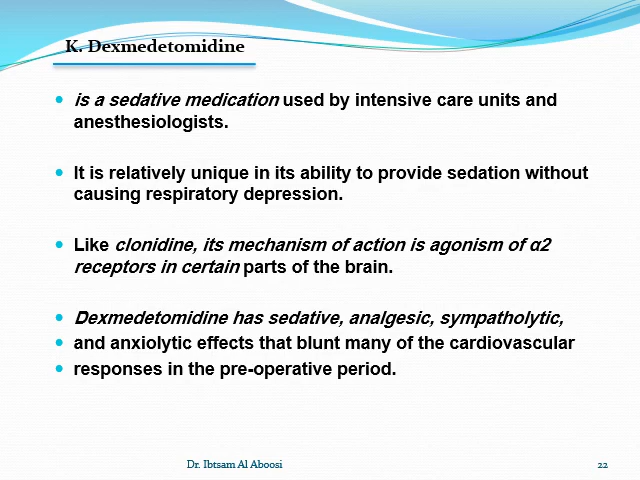 K. Dexmedetomidine
is a sedative medication used by intensive care units and
anesthesiologists.
It is relatively unique in its ability to provide sedation without
causing respiratory depression.
Like clonidine, its mechanism of action is agonism of α2
receptors in certain parts of the brain.
Dexmedetomidine has sedative, analgesic, sympatholytic,
and anxiolytic effects that blunt many of the cardiovascular
responses in the pre-operative period.
Dr. Ibtsam Al Aboosi
22